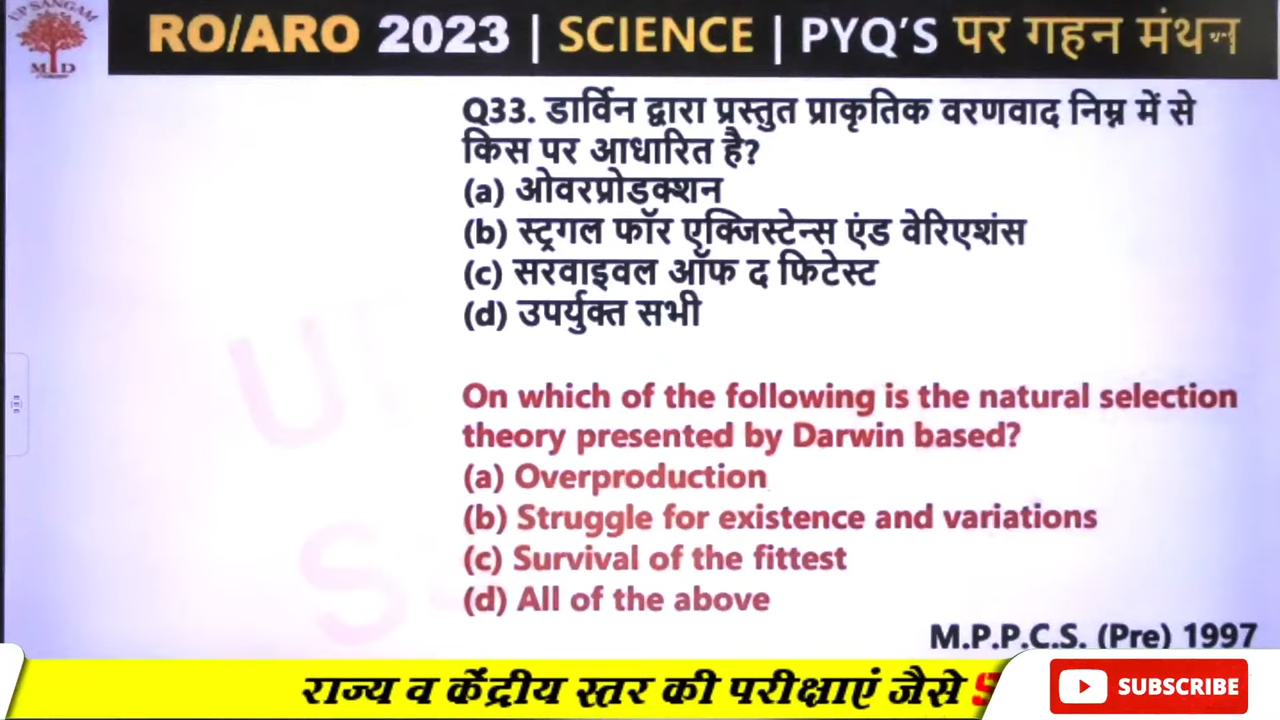 UP SANGAM
RO/ARO 2023 | SCIENCE | PYQ'S पर गहन मंथन
Q33. डार्विन द्वारा प्रस्तुत प्राकृतिक वरणवाद निम्न में से
किस पर आधारित है?
(a) ओवरप्रोडक्शन
(b) स्ट्रगल फॉर एक्जिस्टेन्स एंड वेरिएशंस
(c) सरवाइवल ऑफ द फिटेस्ट
(d) उपर्युक्त सभी
On which of the following is the natural selection
theory presented by Darwin based?
(a) Overproduction
(b) Struggle for existence and variations
(c) Survival of the fittest
(d) All of the above
M.P.P.C.S. (Pre) 1997
राज्य व केंद्रीय स्तर की परीक्षाएं जैसे
SUBSCRIBE